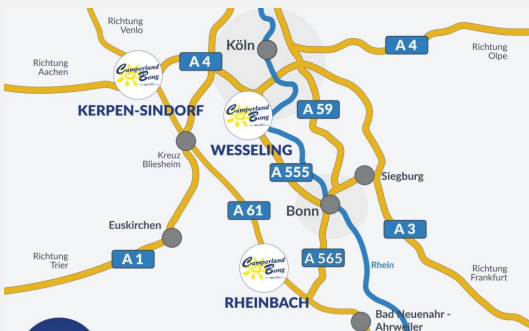 Richtung
Venlo
Köln
A 4
Richtung
Olpe
Richtung
Aachen
A 4
Camperland
Bong
KERPEN-SINDORF
A 59
Camperland
Bong
WESSELING
Kreuz
Bliesheim
A 555
Siegburg
A 61
Bonn
Euskirchen
A 3
Richtung
Trier
A 1
Camperland
Bong
A 565
Rhein
Richtung
Frankfurt
RHEINBACH
Bad Neuenahr -
Ahrweiler